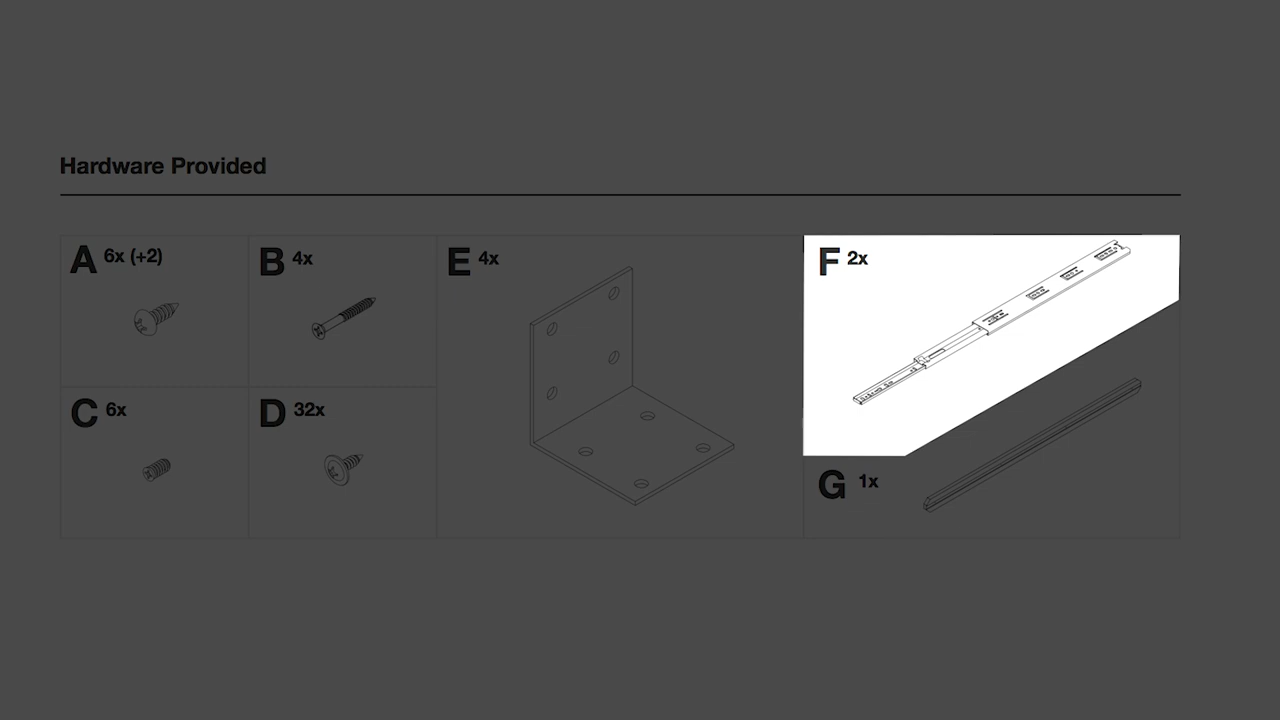 Hardware Provided
A 6x (+2)
B 4x
E 4x
F 2x
C 6x
D 32x
G 1x